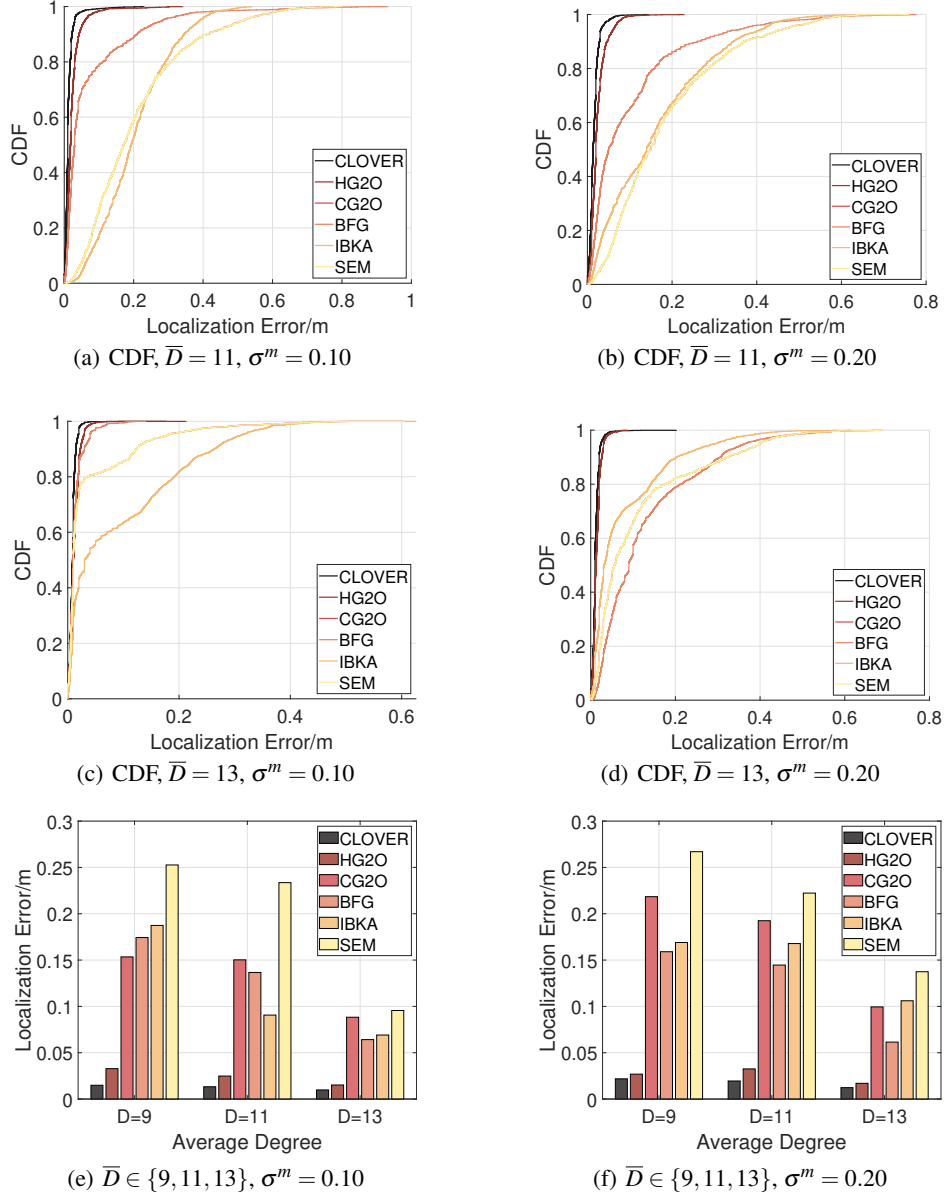 1
0.8
0.6
0.4
0.2
0
CDF
CLOVER
HG2O
CG2O
BFG
IBKA
SEM
0 0.2 0.4 0.6 0.8 1
Localization Error/m
(a) CDF, D̅ = 11, σᵐ = 0.10
1
0.8
0.6
0.4
0.2
0
CDF
CLOVER
HG2O
CG2O
BFG
IBKA
SEM
0 0.2 0.4 0.6 0.8
Localization Error/m
(b) CDF, D̅ = 11, σᵐ = 0.20
1
0.8
0.6
0.4
0.2
0
CDF
CLOVER
HG2O
CG2O
BFG
IBKA
SEM
0 0.2 0.4 0.6
Localization Error/m
(c) CDF, D̅ = 13, σᵐ = 0.10
1
0.8
0.6
0.4
0.2
0
CDF
CLOVER
HG2O
CG2O
BFG
IBKA
SEM
0 0.2 0.4 0.6 0.8
Localization Error/m
(d) CDF, D̅ = 13, σᵐ = 0.20
0.3
0.25
0.2
0.15
0.1
0.05
0
Localization Error/m
CLOVER
HG2O
CG2O
BFG
IBKA
SEM
D=9 D=11 D=13
Average Degree
(e) D̅ ∈ {9, 11, 13}, σᵐ = 0.10
0.3
0.25
0.2
0.15
0.1
0.05
0
Localization Error/m
CLOVER
HG2O
CG2O
BFG
IBKA
SEM
D=9 D=11 D=13
Average Degree
(f) D̅ ∈ {9, 11, 13}, σᵐ = 0.20